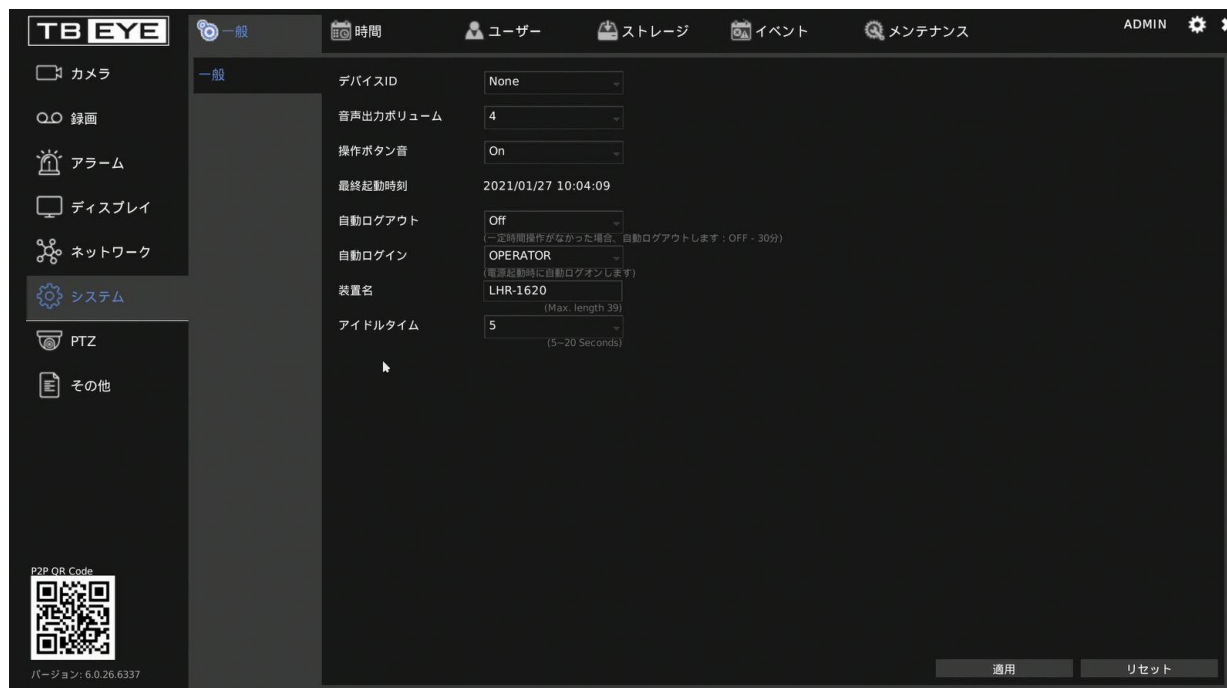 TB EYE
一般
時間
ユーザー
ストレージ
イベント
メンテナンス
ADMIN
カメラ
録画
アラーム
ディスプレイ
ネットワーク
システム
PTZ
その他
一般
デバイスID
None
音声出力ボリューム
4
操作ボタン音
On
最終起動時刻
2021/01/27 10:04:09
自動ログアウト
Off
(一定時間操作がなかった場合、自動ログアウトします：OFF - 30分)
自動ログイン
OPERATOR
(電源起動時に自動ログオンします)
装置名
LHR-1620
(Max. length 39)
アイドルタイム
5
(5~20 Seconds)
P2P QR Code
バージョン: 6.0.26.6337
適用
リセット